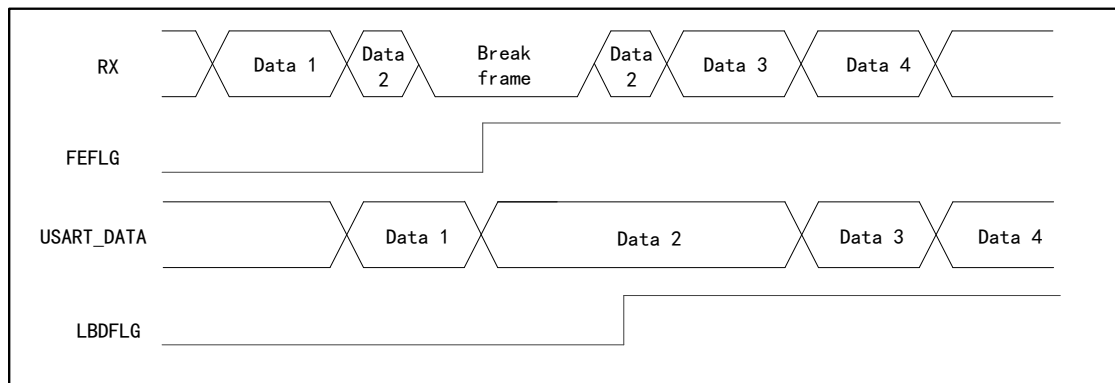 RX
Data 1
Data
2
Break
frame
Data
2
Data 3
Data 4
FEFLG
USART_DATA
Data 1
Data 2
Data 3
Data 4
LBDFLG